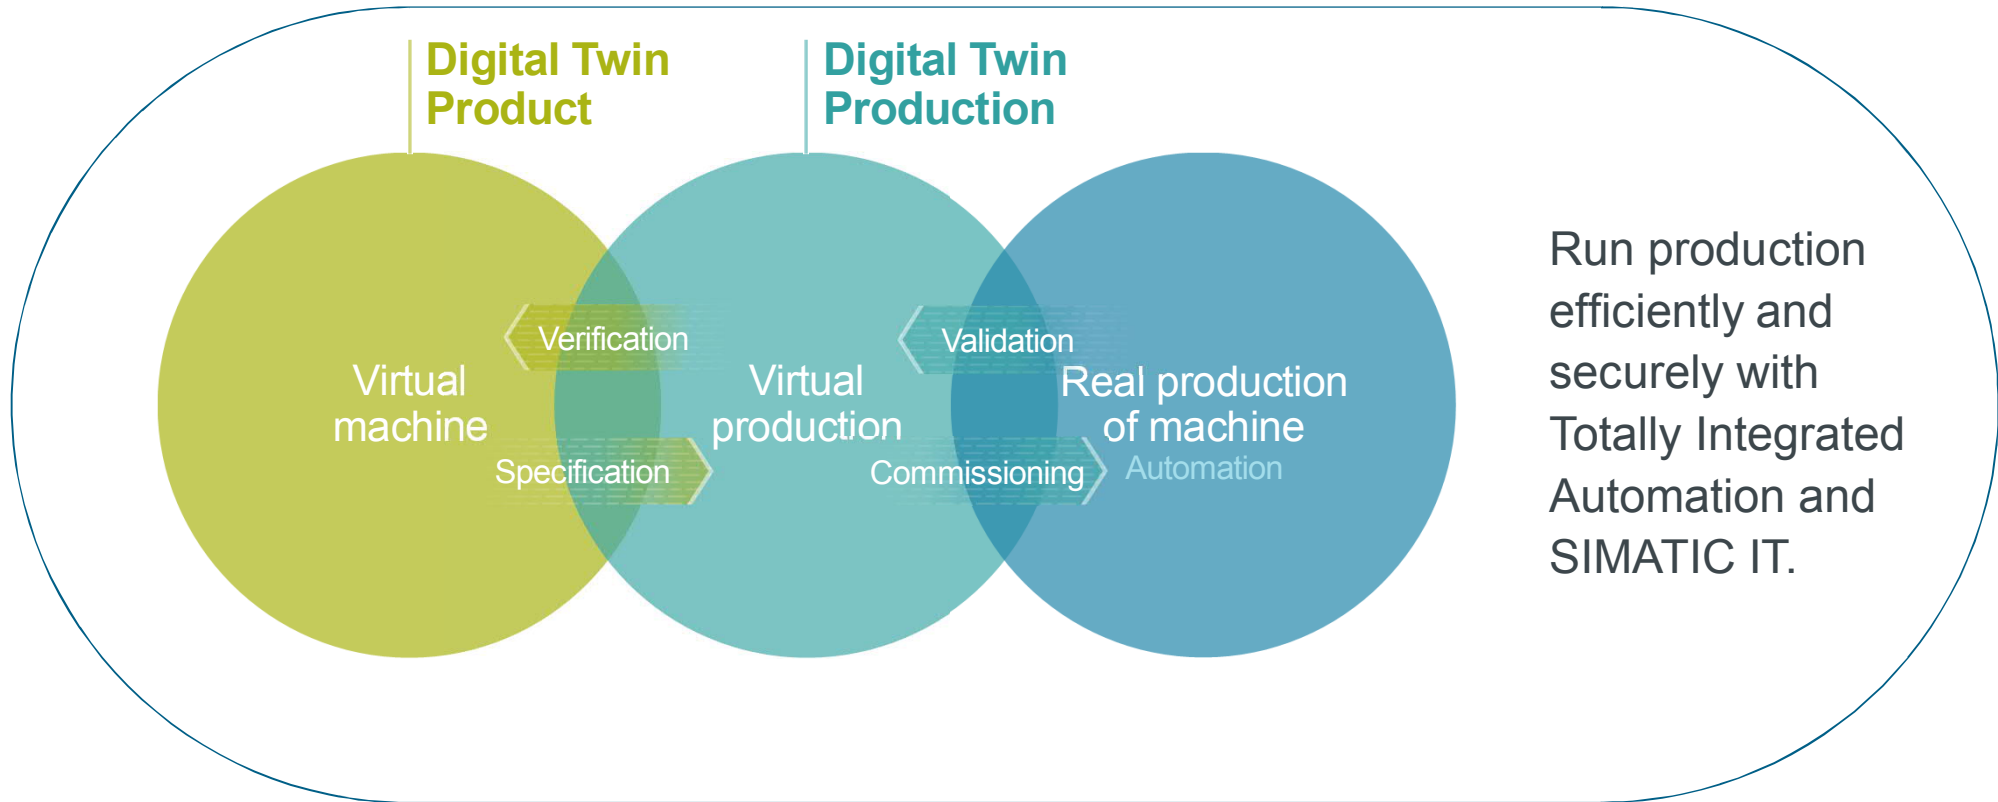 Digital Twin
Product
Digital Twin
Production
Verification
Virtual
machine
Specification
Validation
Virtual
production
Commissioning
Real production
of machine
Automation
Run production
efficiently and
securely with
Totally Integrated
Automation and
SIMATIC IT.